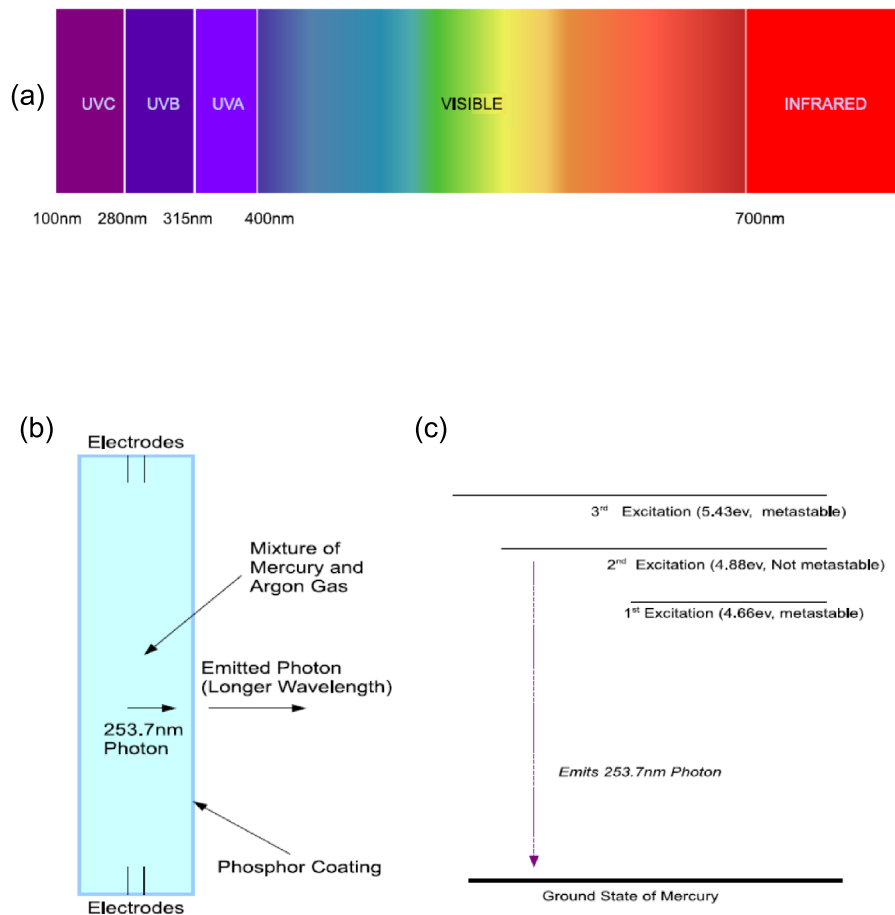 (a)
UVC UVB UVA VISIBLE INFRARED
100nm 280nm 315nm 400nm 700nm
(b)
Electrodes
Mixture of
Mercury and
Argon Gas
Emitted Photon
(Longer Wavelength)
253.7nm
Photon
Phosphor Coating
Electrodes
(c)
3rd Excitation (5.43ev, metastable)
2nd Excitation (4.88ev, Not metastable)
1st Excitation (4.66ev, metastable)
Emits 253.7nm Photon
Ground State of Mercury